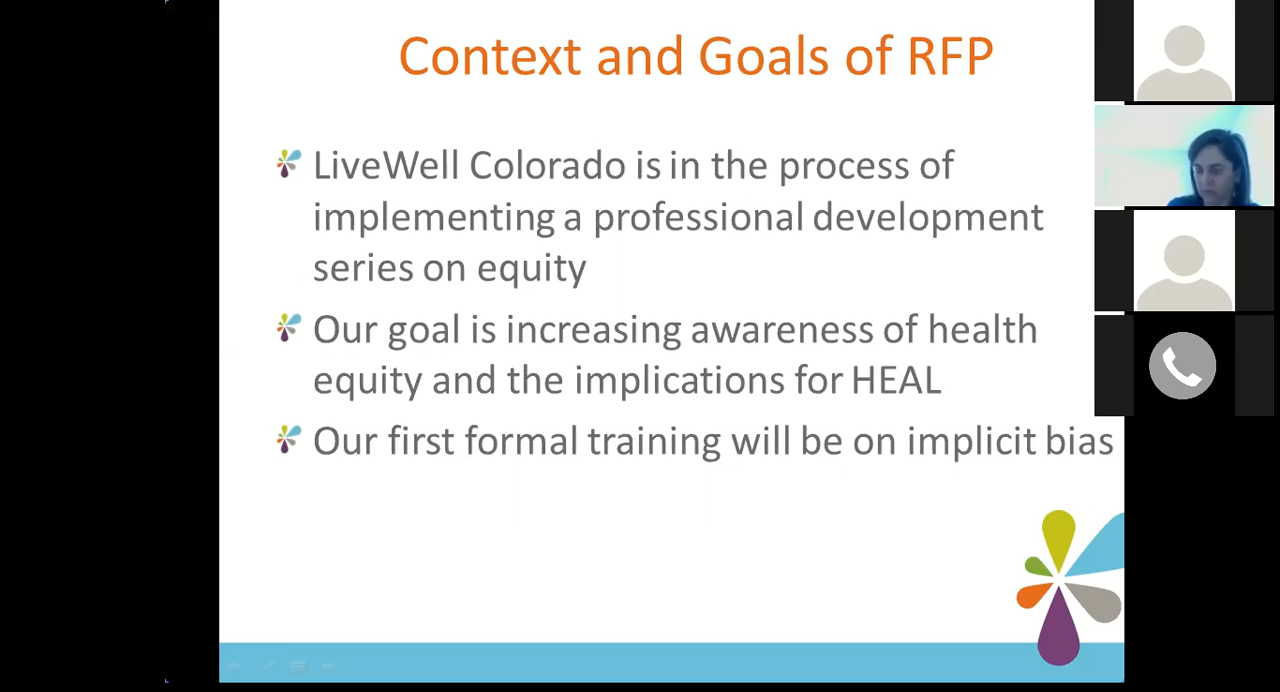 Context and Goals of RFP
LiveWell Colorado is in the process of
implementing a professional development
series on equity
Our goal is increasing awareness of health
equity and the implications for HEAL
Our first formal training will be on implicit bias